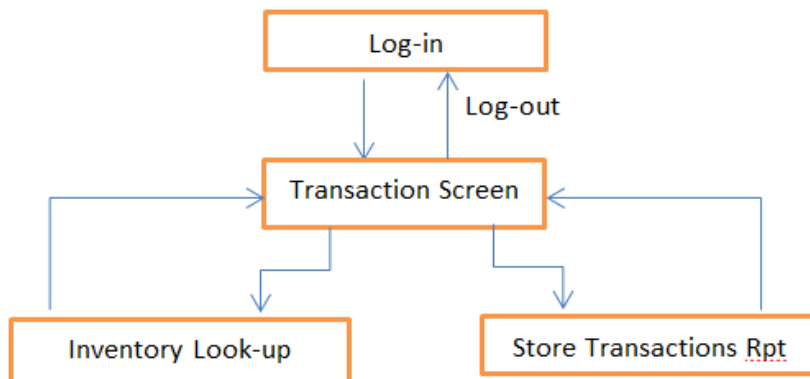 Log-in
Log-out
Transaction Screen
Inventory Look-up
Store Transactions Rpt